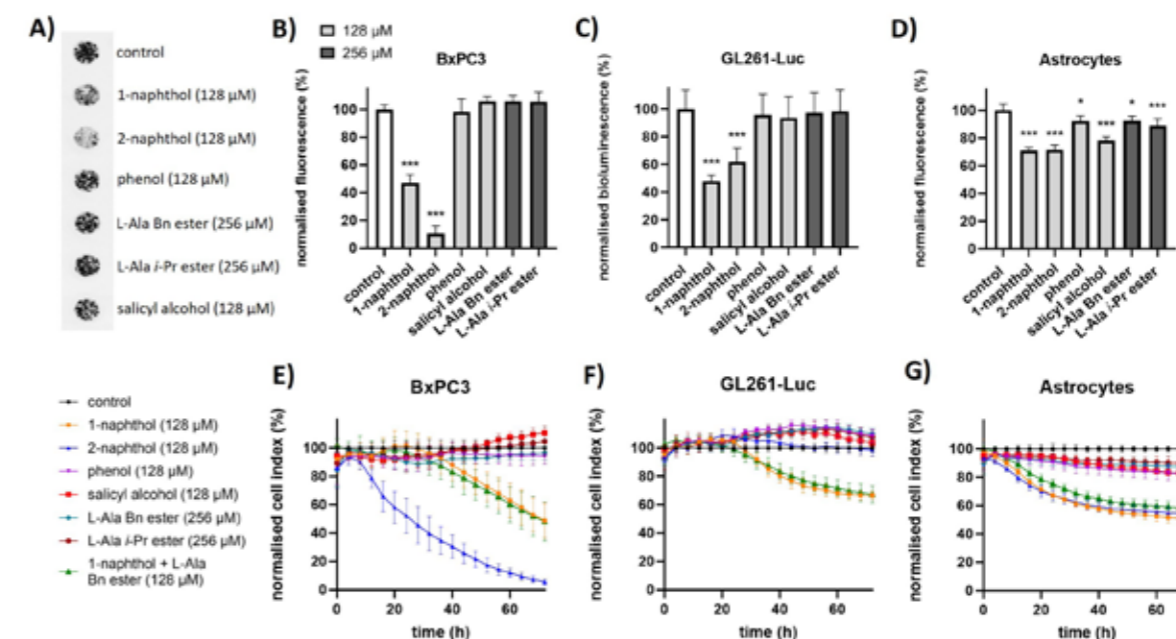 A)
control
1-naphthol (128 µM)
2-naphthol (128 µM)
phenol (128 µM)
L-Ala Bn ester (256 µM)
L-Ala i-Pr ester (256 µM)
salicyl alcohol (128 µM)
B)
128 µM
256 µM
BxPC3
normalised fluorescence (%)
100
80
60
40
20
0
***
***
control
1-naphthol
2-naphthol
phenol
salicyl alcohol
L-Ala Bn ester
L-Ala i-Pr ester
C)
GL261-Luc
normalised bioluminescence (%)
100
80
60
40
20
0
***
***
control
1-naphthol
2-naphthol
phenol
salicyl alcohol
L-Ala Bn ester
L-Ala i-Pr ester
D)
Astrocytes
normalised fluorescence (%)
100
80
60
40
20
0
***
***
*
***
*
***
control
1-naphthol
2-naphthol
phenol
salicyl alcohol
L-Ala Bn ester
L-Ala i-Pr ester
control
1-naphthol (128 µM)
2-naphthol (128 µM)
phenol (128 µM)
salicyl alcohol (128 µM)
L-Ala Bn ester (256 µM)
L-Ala i-Pr ester (256 µM)
1-naphthol + L-Ala
Bn ester (128 µM)
E)
BxPC3
normalised cell index (%)
100
80
60
40
20
0
0 20 40 60
time (h)
F)
GL261-Luc
normalised cell index (%)
100
80
60
40
20
0
0 20 40 60
time (h)
G)
Astrocytes
normalised cell index (%)
100
80
60
40
20
0
0 20 40 60
time (h)